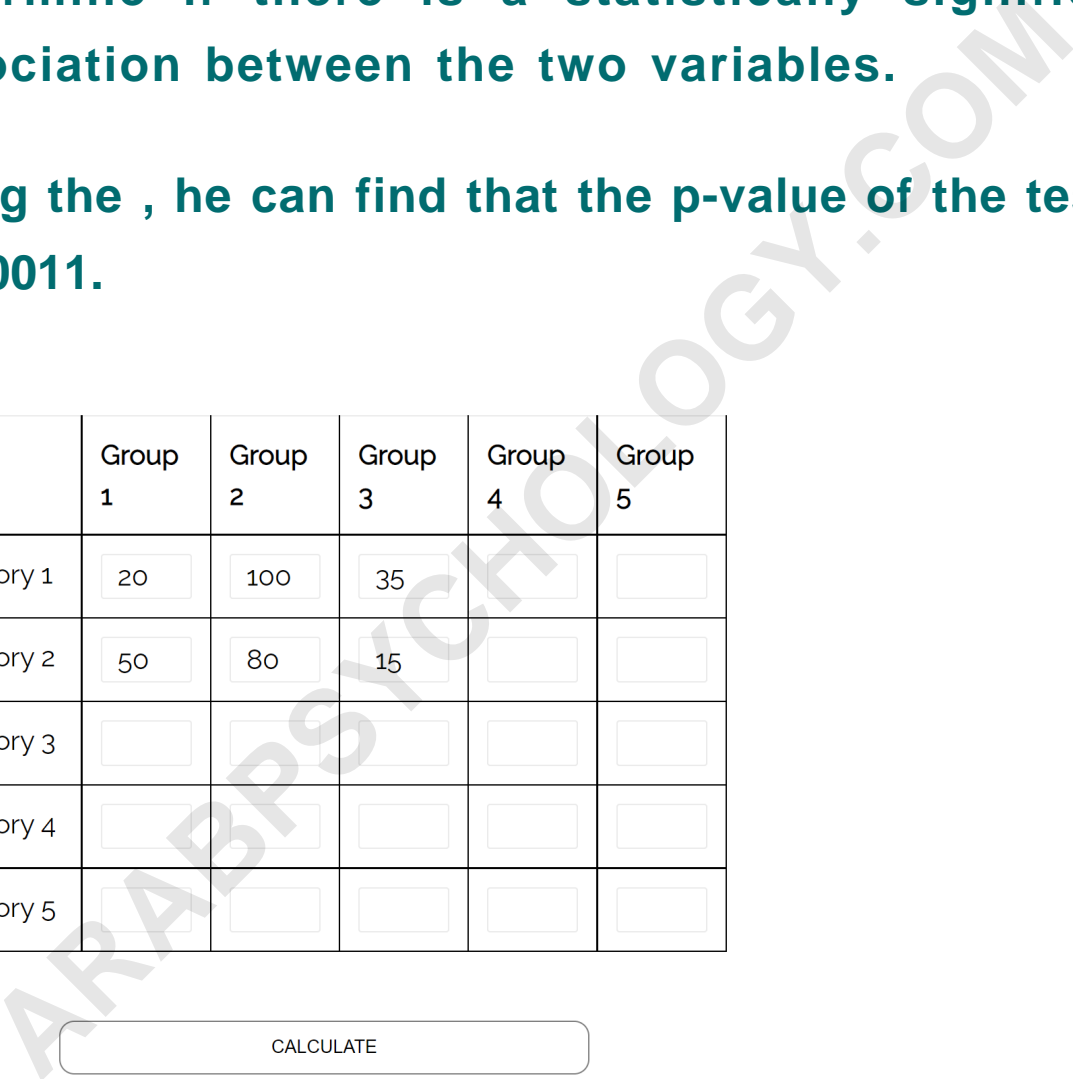 ociation between the two variables.
g the , he can find that the p-value of the te
0011.
Group 1 Group 2 Group 3 Group 4 Group 5
ory 1 20 100 35
ory 2 50 80 15
ory 3
ory 4
ory 5
CALCULATE
ARABPSYCHOLOGY.COM